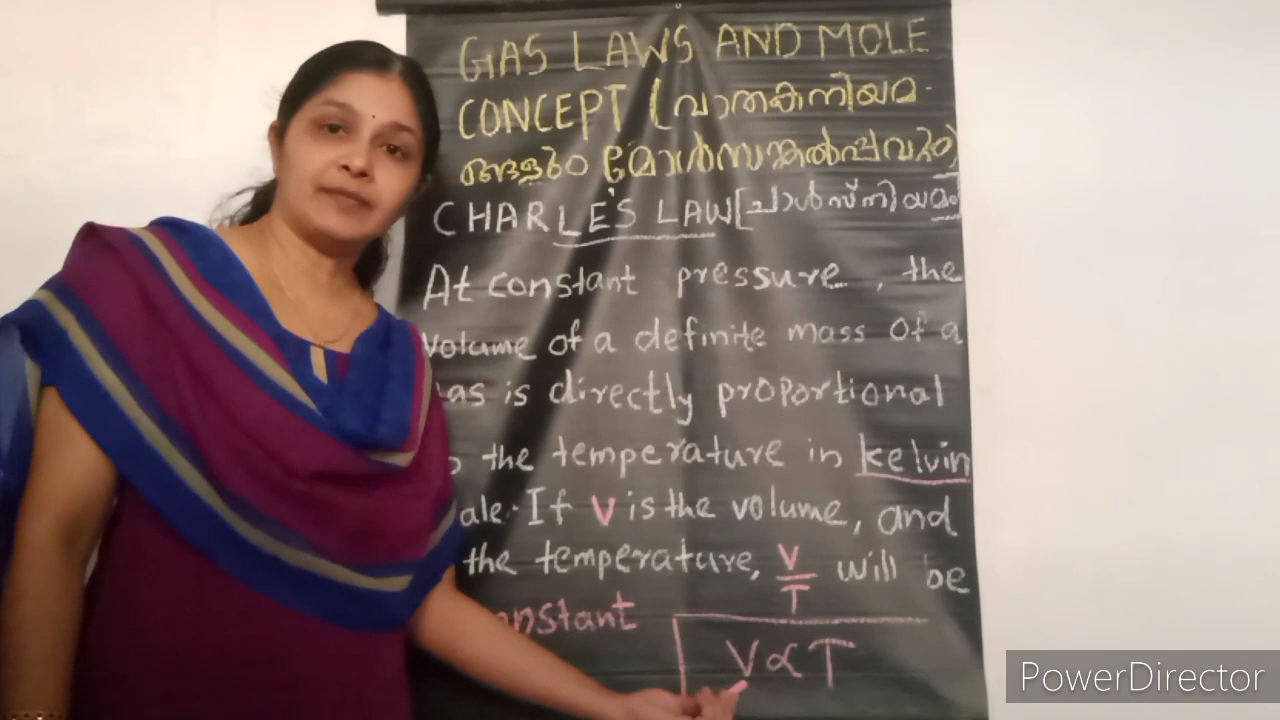 GAS LAWS AND MOLE
CONCEPT (വാതകനിയമ-
ങ്ങളും മോൾസങ്കൽപ്പവും)
CHARLE'S LAW [ചാൾസ് നിയമം
At constant pressure, the
volume of a definite mass of a
as is directly proportional
the temperature in kelvin
ale. If V is the volume, and
the temperature, V/T will be
nstant
V∝T
PowerDirector